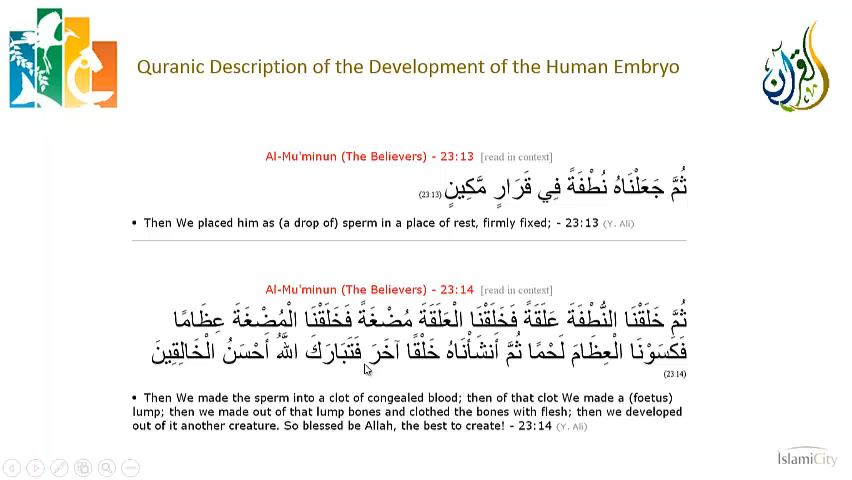 Quranic Description of the Development of the Human Embryo
القرآن
Al-Mu'minun (The Believers) - 23:13 [read in context]
ثُمَّ جَعَلْنَاهُ نُطْفَةً فِي قَرَارٍ مَّكِينٍ (23:13)
• Then We placed him as (a drop of) sperm in a place of rest, firmly fixed; - 23:13 (Y. Ali)
Al-Mu'minun (The Believers) - 23:14 [read in context]
ثُمَّ خَلَقْنَا النُّطْفَةَ عَلَقَةً فَخَلَقْنَا الْعَلَقَةَ مُضْغَةً فَخَلَقْنَا الْمُضْغَةَ عِظَامًا
فَكَسَوْنَا الْعِظَامَ لَحْمًا ثُمَّ أَنشَأْنَاهُ خَلْقًا آخَرَ فَتَبَارَكَ اللَّهُ أَحْسَنُ الْخَالِقِينَ
(23:14)
• Then We made the sperm into a clot of congealed blood; then of that clot We made a (foetus)
lump; then we made out of that lump bones and clothed the bones with flesh; then we developed
out of it another creature. So blessed be Allah, the best to create! - 23:14 (Y. Ali)
IslamiCity